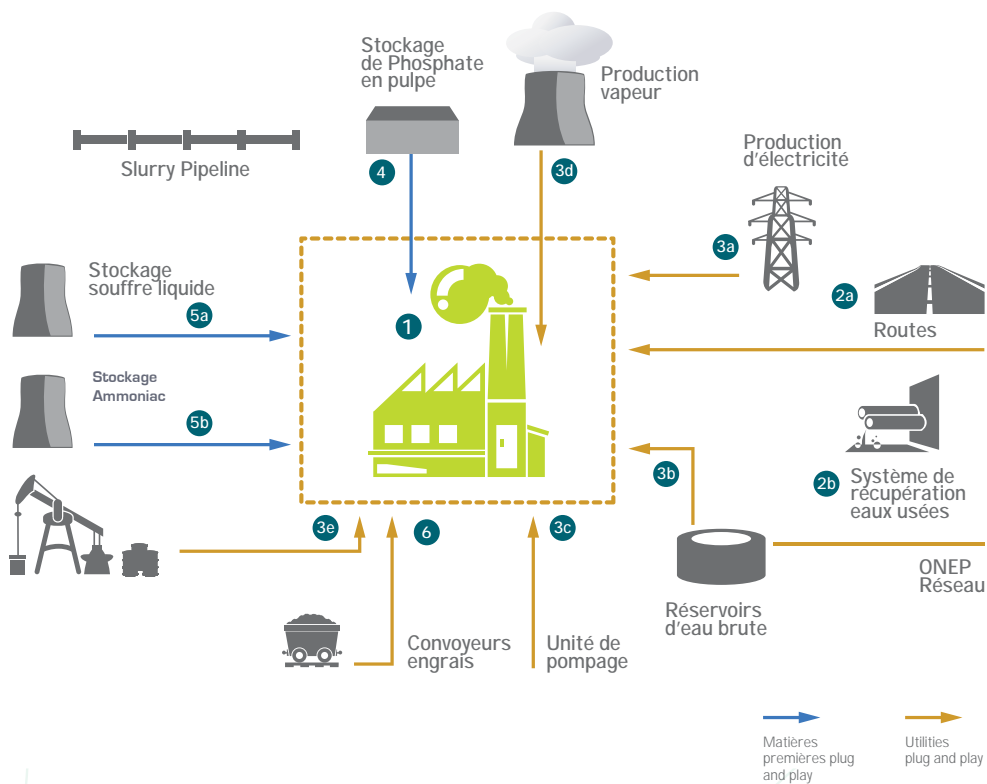 Stockage
de Phosphate
en pulpe
Production
vapeur
Production
d'électricité
Slurry Pipeline
4
3d
3a
Stockage
souffre liquide
2a
5a
1
Routes
Stockage
Ammoniac
5b
3b
2b
Système de
récupération
eaux usées
3e
6
3c
ONEP
Réseau
Réservoirs
d'eau brute
Convoyeurs
engrais
Unité de
pompage
Matières
premières plug
and play
Utilities
plug and play